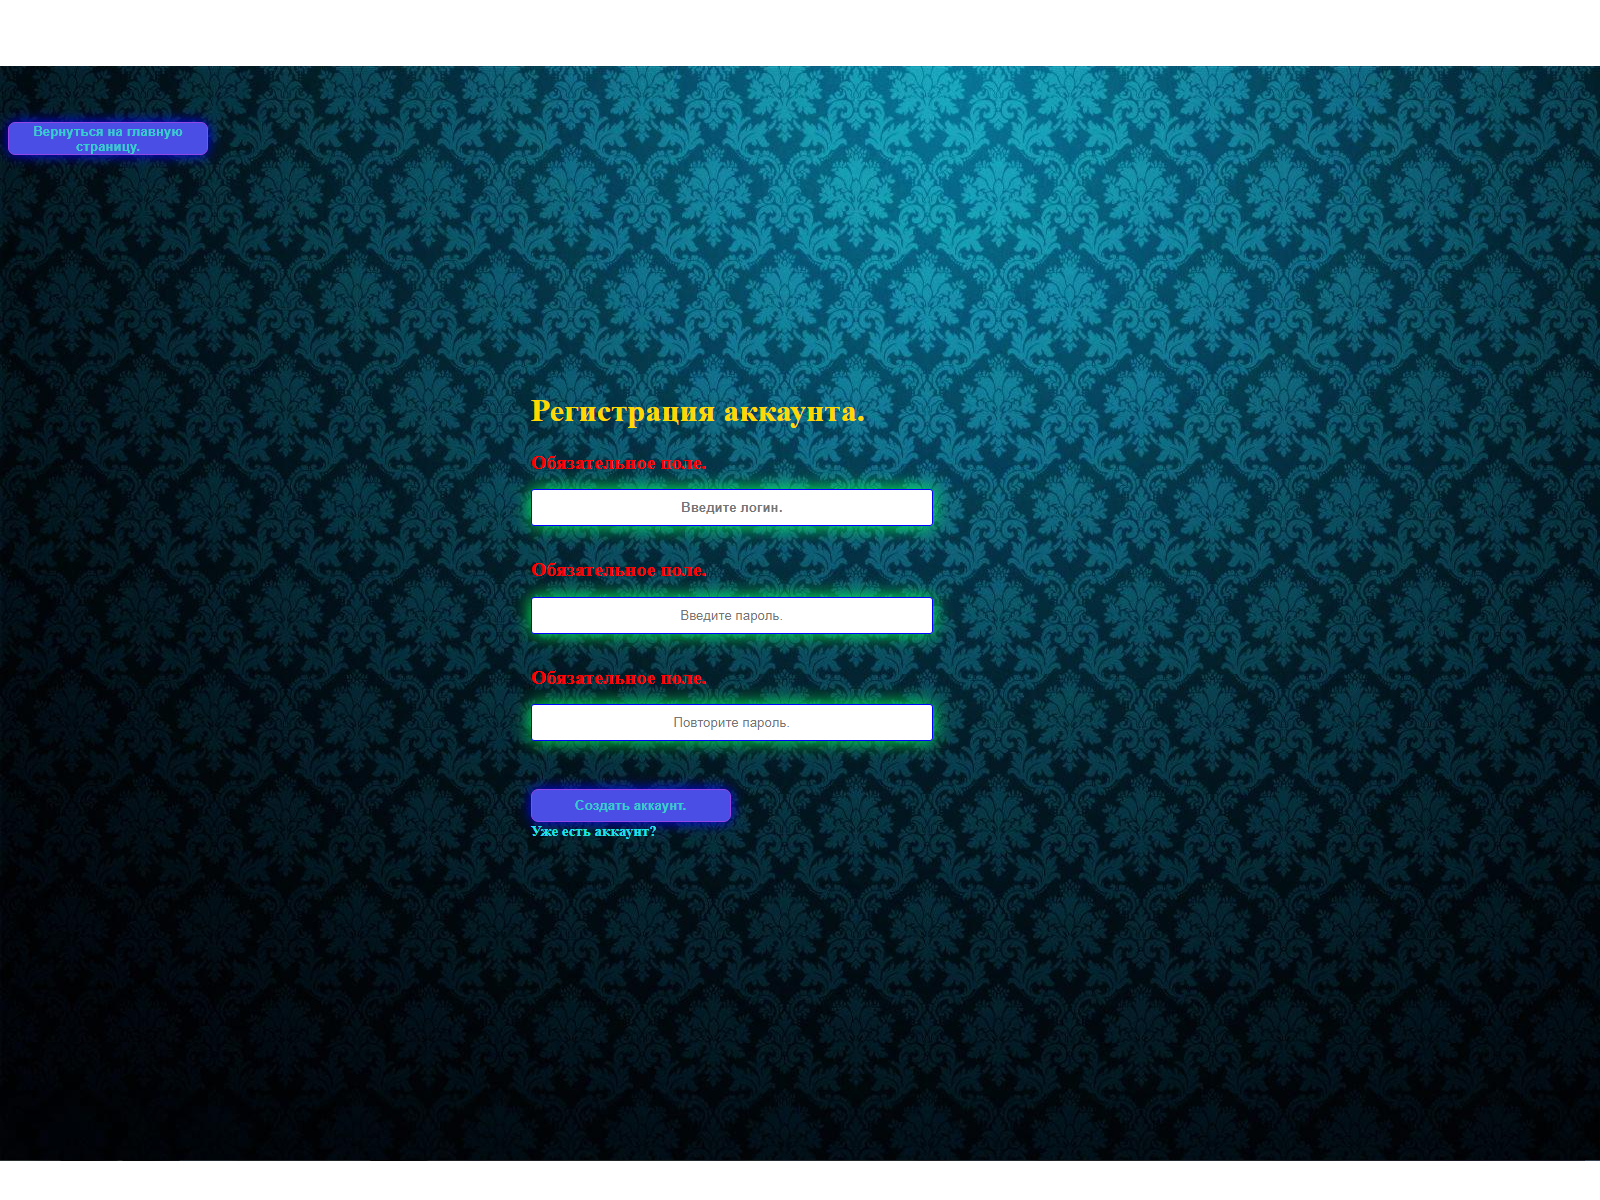 Вернуться на главную
страницу.
Регистрация аккаунта.
Обязательное поле.
Введите логин.
Обязательное поле.
Введите пароль.
Обязательное поле.
Повторите пароль.
Создать аккаунт.
Уже есть аккаунт?